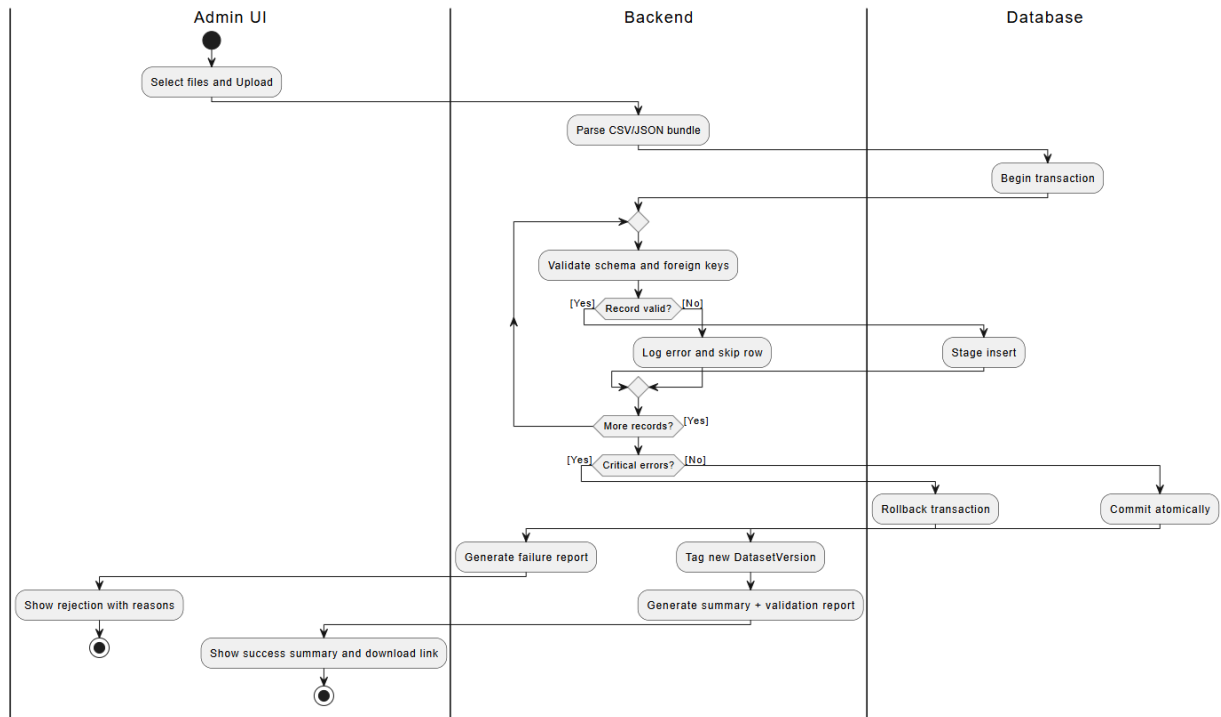 Admin UI
Backend
Database
Select files and Upload
Parse CSV/JSON bundle
Begin transaction
Validate schema and foreign keys
[Yes]
Record valid?
[No]
Log error and skip row
Stage insert
More records?
[Yes]
[Yes]
Critical errors?
[No]
Rollback transaction
Commit atomically
Generate failure report
Tag new DatasetVersion
Show rejection with reasons
Generate summary + validation report
Show success summary and download link